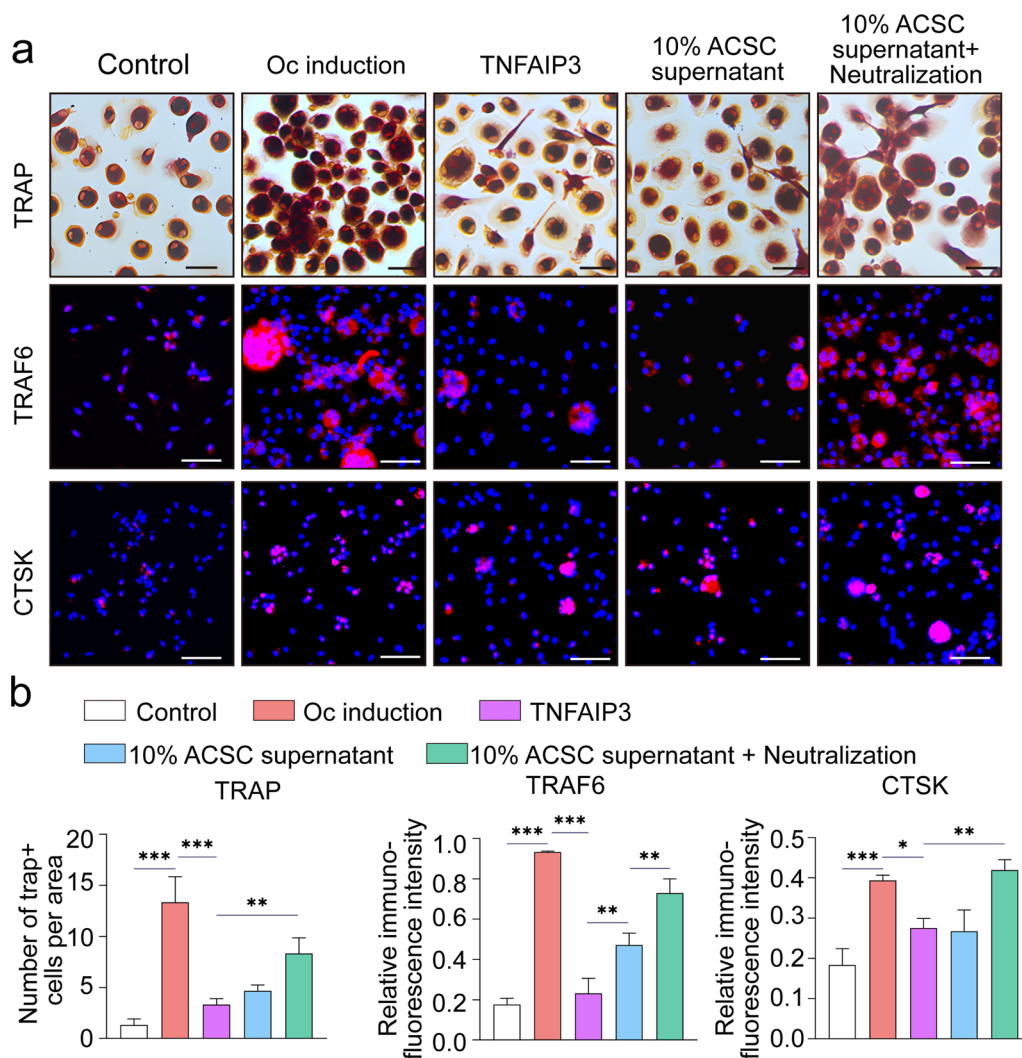 a
Control
Oc induction
TNFAIP3
10% ACSC
supernatant
10% ACSC
supernatant+
Neutralization
TRAP
TRAF6
CTSK
b
Control
Oc induction
TNFAIP3
10% ACSC supernatant
10% ACSC supernatant + Neutralization
TRAP
Number of trap+
cells per area
20
15
10
5
0
***
***
**
TRAF6
Relative immuno-
fluorescence intensity
1.0
0.8
0.6
0.4
0.2
0.0
***
***
**
**
CTSK
Relative immuno-
fluorescence intensity
0.5
0.4
0.3
0.2
0.1
0.0
***
*
**